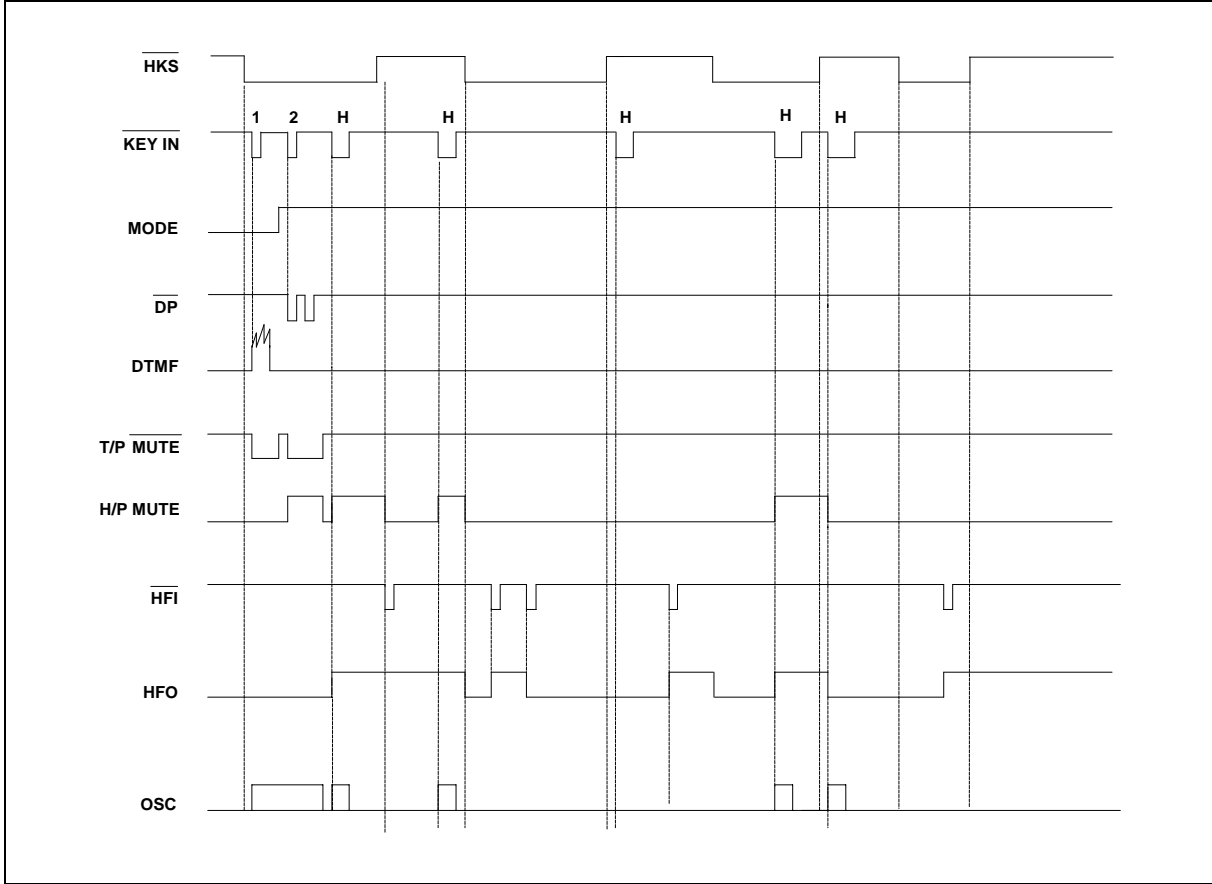 HKS
1 2 H H H H H
KEY IN
MODE
DP
DTMF
T/P MUTE
H/P MUTE
HFI
HFO
OSC